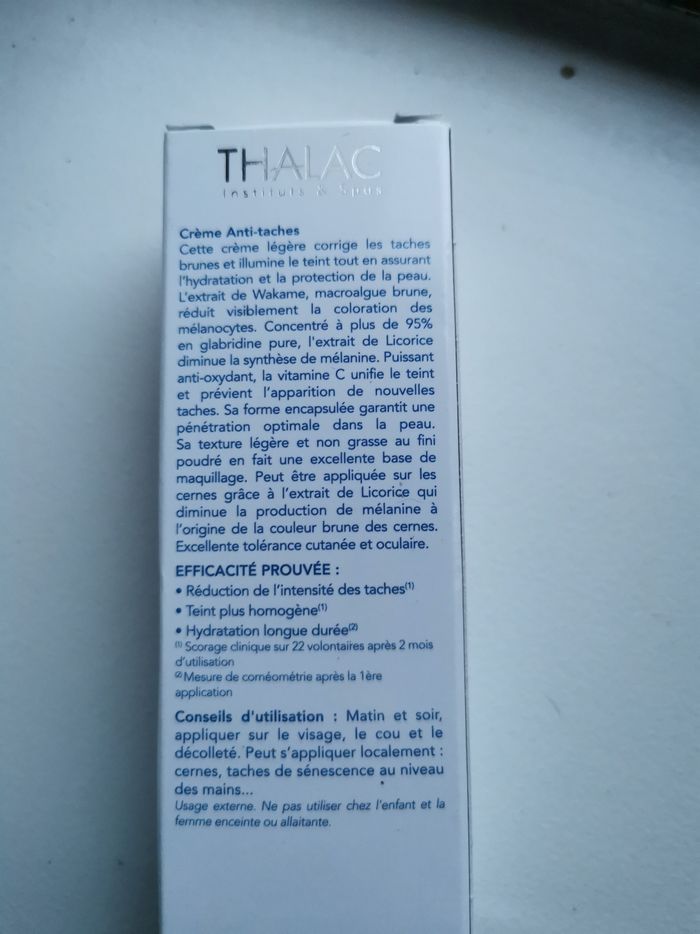 THALAC
Instituts & Spas
Crème Anti-taches
Cette crème légère corrige les taches
brunes et illumine le teint tout en assurant
l'hydratation et la protection de la peau.
L'extrait de Wakame, macroalgue brune,
réduit visiblement la coloration des
mélanocytes. Concentré à plus de 95%
en glabridine pure, l'extrait de Licorice
diminue la synthèse de mélanine. Puissant
anti-oxydant, la vitamine C unifie le teint
et prévient l'apparition de nouvelles
taches. Sa forme encapsulée garantit une
pénétration optimale dans la peau.
Sa texture légère et non grasse au fini
poudré en fait une excellente base de
maquillage. Peut être appliquée sur les
cernes grâce à l'extrait de Licorice qui
diminue la production de mélanine à
l'origine de la couleur brune des cernes.
Excellente tolérance cutanée et oculaire.
EFFICACITÉ PROUVÉE :
• Réduction de l'intensité des taches(1)
• Teint plus homogène(1)
• Hydratation longue durée(2)
(1) Scorage clinique sur 22 volontaires après 2 mois
d'utilisation
(2) Mesure de cornéométrie après la 1ère
application
Conseils d'utilisation : Matin et soir,
appliquer sur le visage, le cou et le
décolleté. Peut s'appliquer localement :
cernes, taches de sénescence au niveau
des mains...
Usage externe. Ne pas utiliser chez l'enfant et la
femme enceinte ou allaitante.